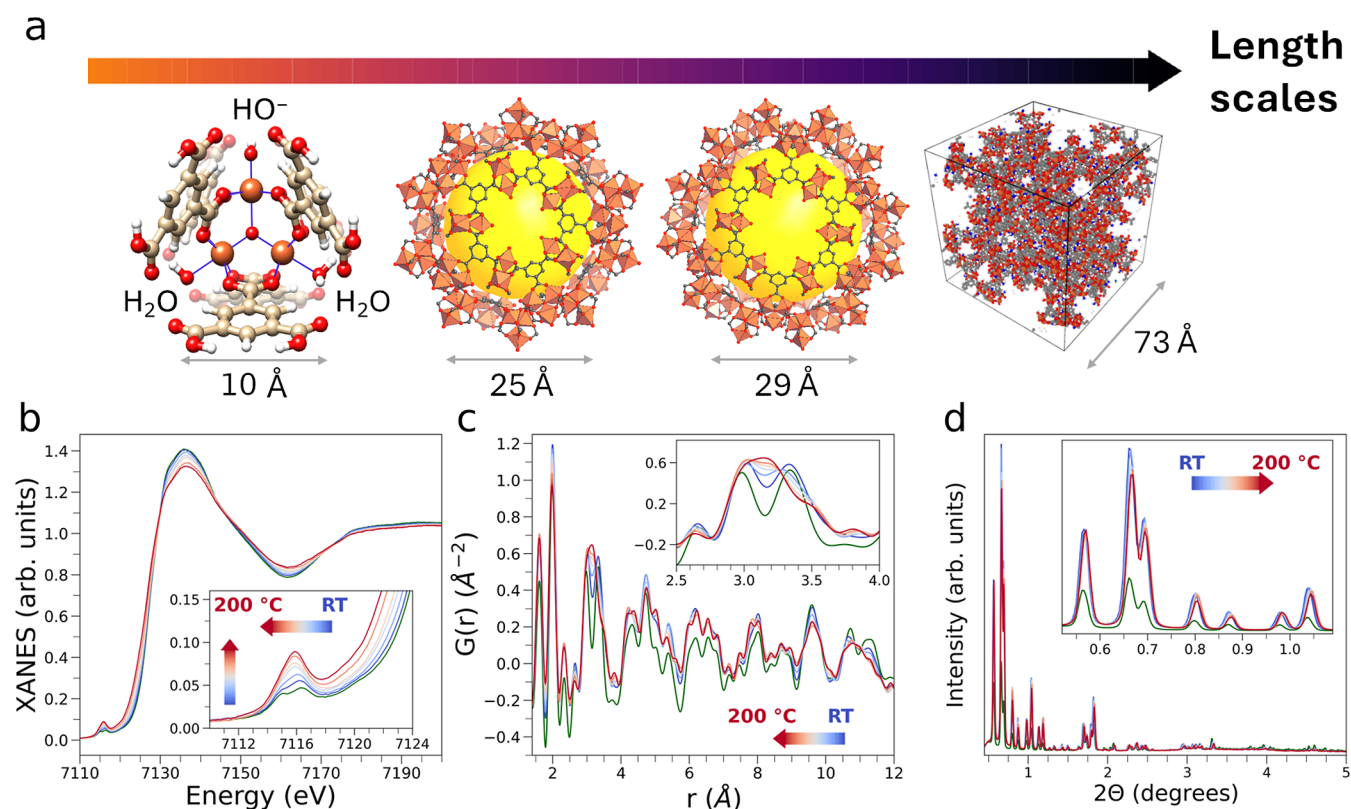 a
Length
scales
HO⁻
H₂O
H₂O
10 Å
25 Å
29 Å
73 Å
b
XANES (arb. units)
1.4
1.2
1.0
0.8
0.6
0.4
0.2
0.0
7110
7130
7150
7170
7190
Energy (eV)
0.15
0.10
0.05
0.00
7112
7116
7120
7124
200 °C
RT
c
G(r) (Å⁻²)
1.2
1.0
0.8
0.6
0.4
0.2
0.0
−0.2
−0.4
2
4
6
8
10
12
r (Å)
0.6
0.2
−0.2
2.5
3.0
3.5
4.0
200 °C
RT
d
Intensity (arb. units)
1
2
3
4
5
2Θ (degrees)
RT
200 °C
0.6
0.7
0.8
0.9
1.0